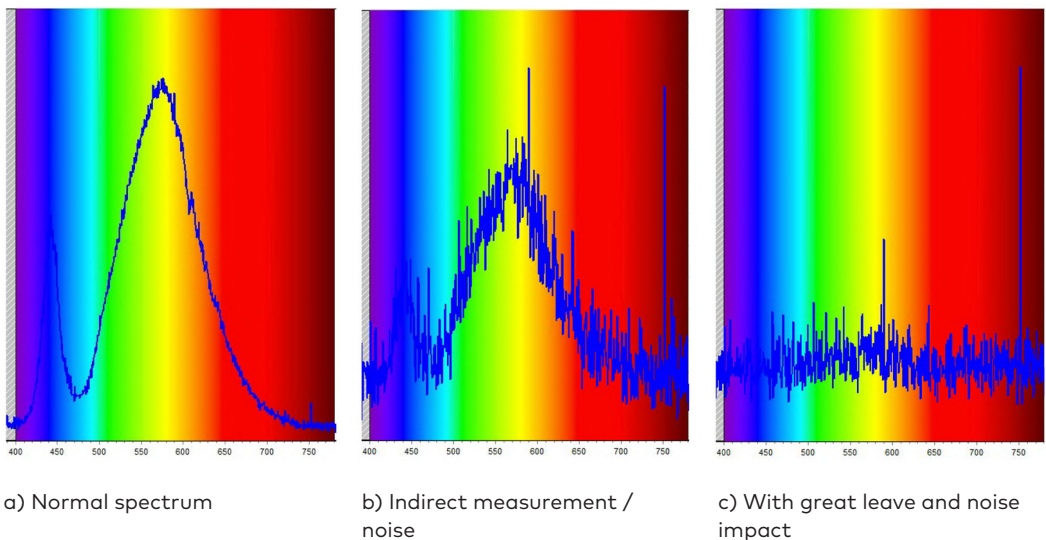 400 450 500 550 600 650 700 750
400 450 500 550 600 650 700 750
400 450 500 550 600 650 700 750
a) Normal spectrum
b) Indirect measurement /
noise
c) With great leave and noise
impact